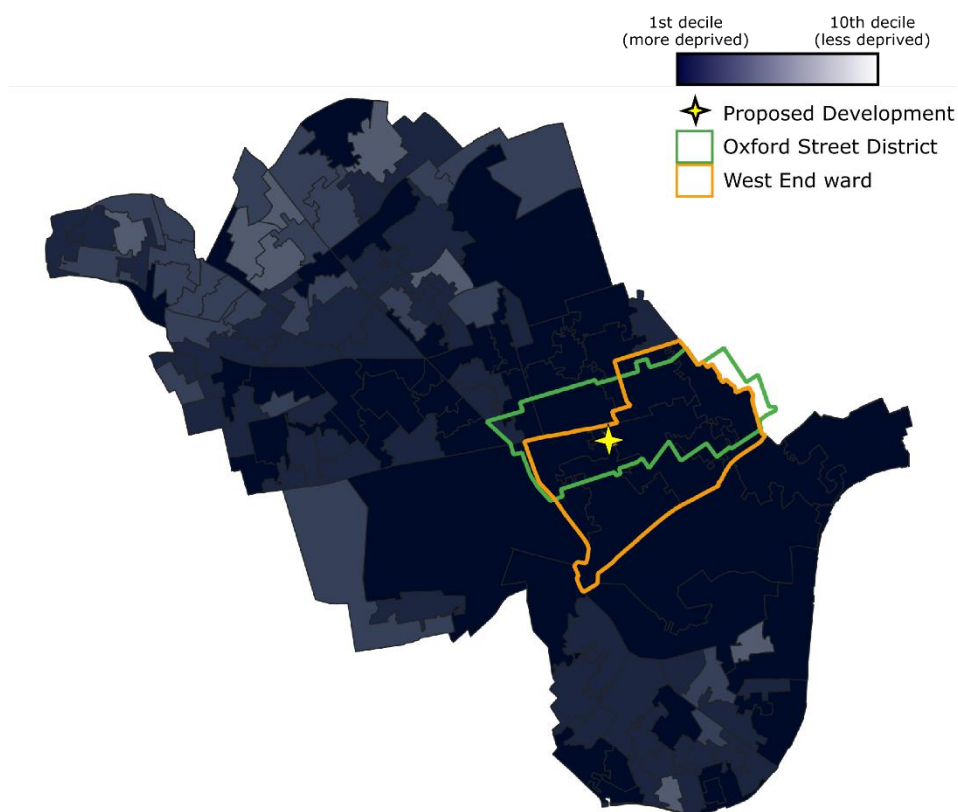 1st decile
(more deprived)
10th decile
(less deprived)
Proposed Development
Oxford Street District
West End ward